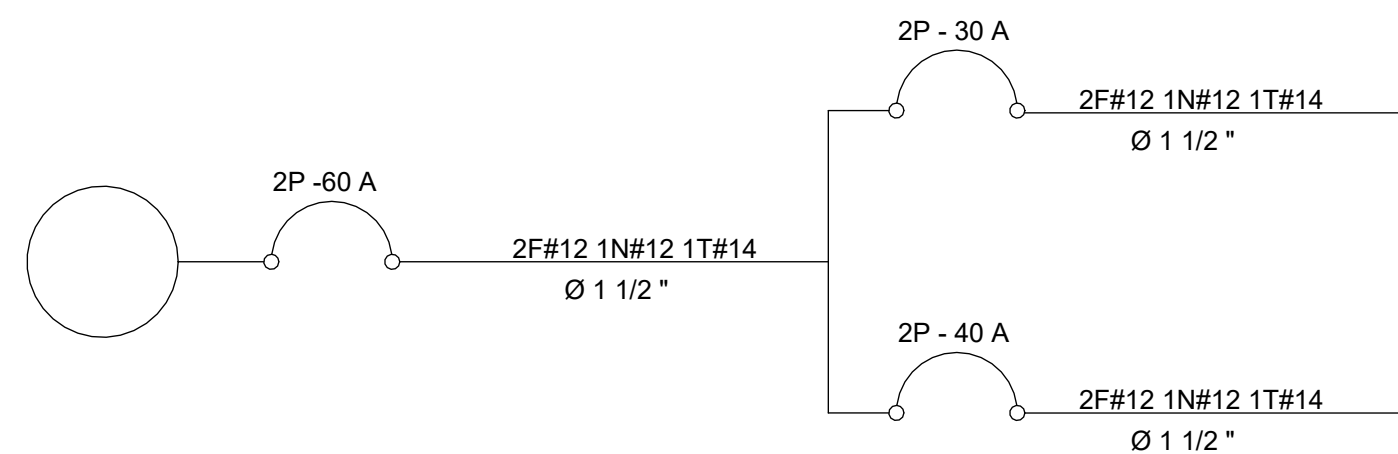 2P - 30 A
2F#12 1N#12 1T#14
Ø 1 1/2 "
2P -60 A
2F#12 1N#12 1T#14
Ø 1 1/2 "
2P - 40 A
2F#12 1N#12 1T#14
Ø 1 1/2 "